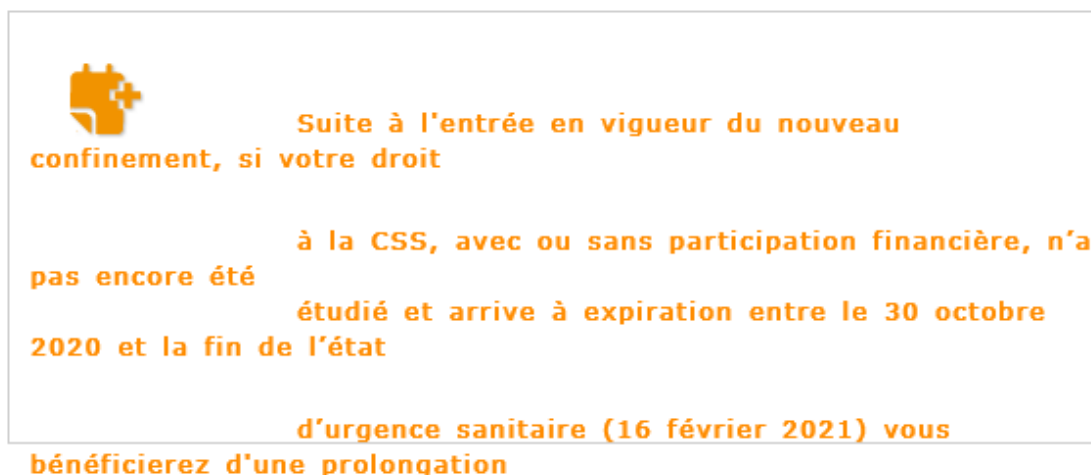 Suite à l'entrée en vigueur du nouveau
confinement, si votre droit
à la CSS, avec ou sans participation financière, n’a
pas encore été
étudié et arrive à expiration entre le 30 octobre
2020 et la fin de l’état
d’urgence sanitaire (16 février 2021) vous
bénéficierez d'une prolongation